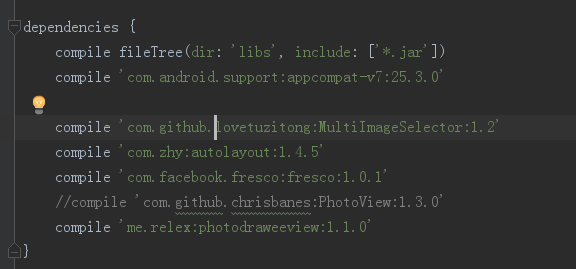 dependencies {
    compile fileTree(dir: 'libs', include: ['*.jar'])
    compile 'com.android.support:appcompat-v7:25.3.0'
    compile 'com.github.lovetuzitong:MultiImageSelector:1.2'
    compile 'com.zhy:autolayout:1.4.5'
    compile 'com.facebook.fresco:fresco:1.0.1'
    //compile 'com.github.chrisbanes:PhotoView:1.3.0'
    compile 'me.relex:photodraweeview:1.1.0'
}